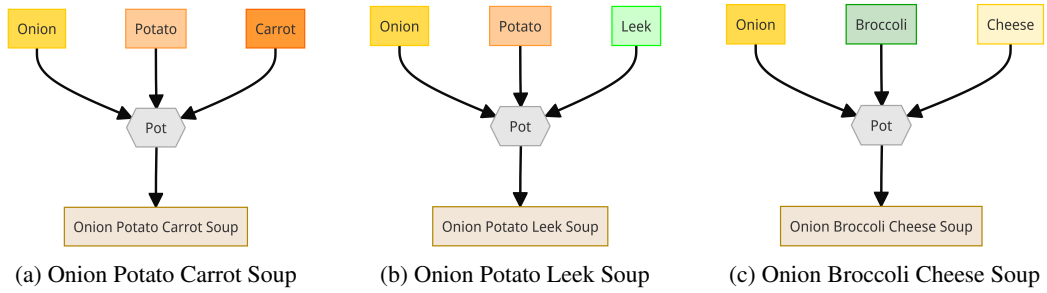 Onion Potato Carrot
Pot
Onion Potato Carrot Soup
(a) Onion Potato Carrot Soup
Onion Potato Leek
Pot
Onion Potato Leek Soup
(b) Onion Potato Leek Soup
Onion Broccoli Cheese
Pot
Onion Broccoli Cheese Soup
(c) Onion Broccoli Cheese Soup